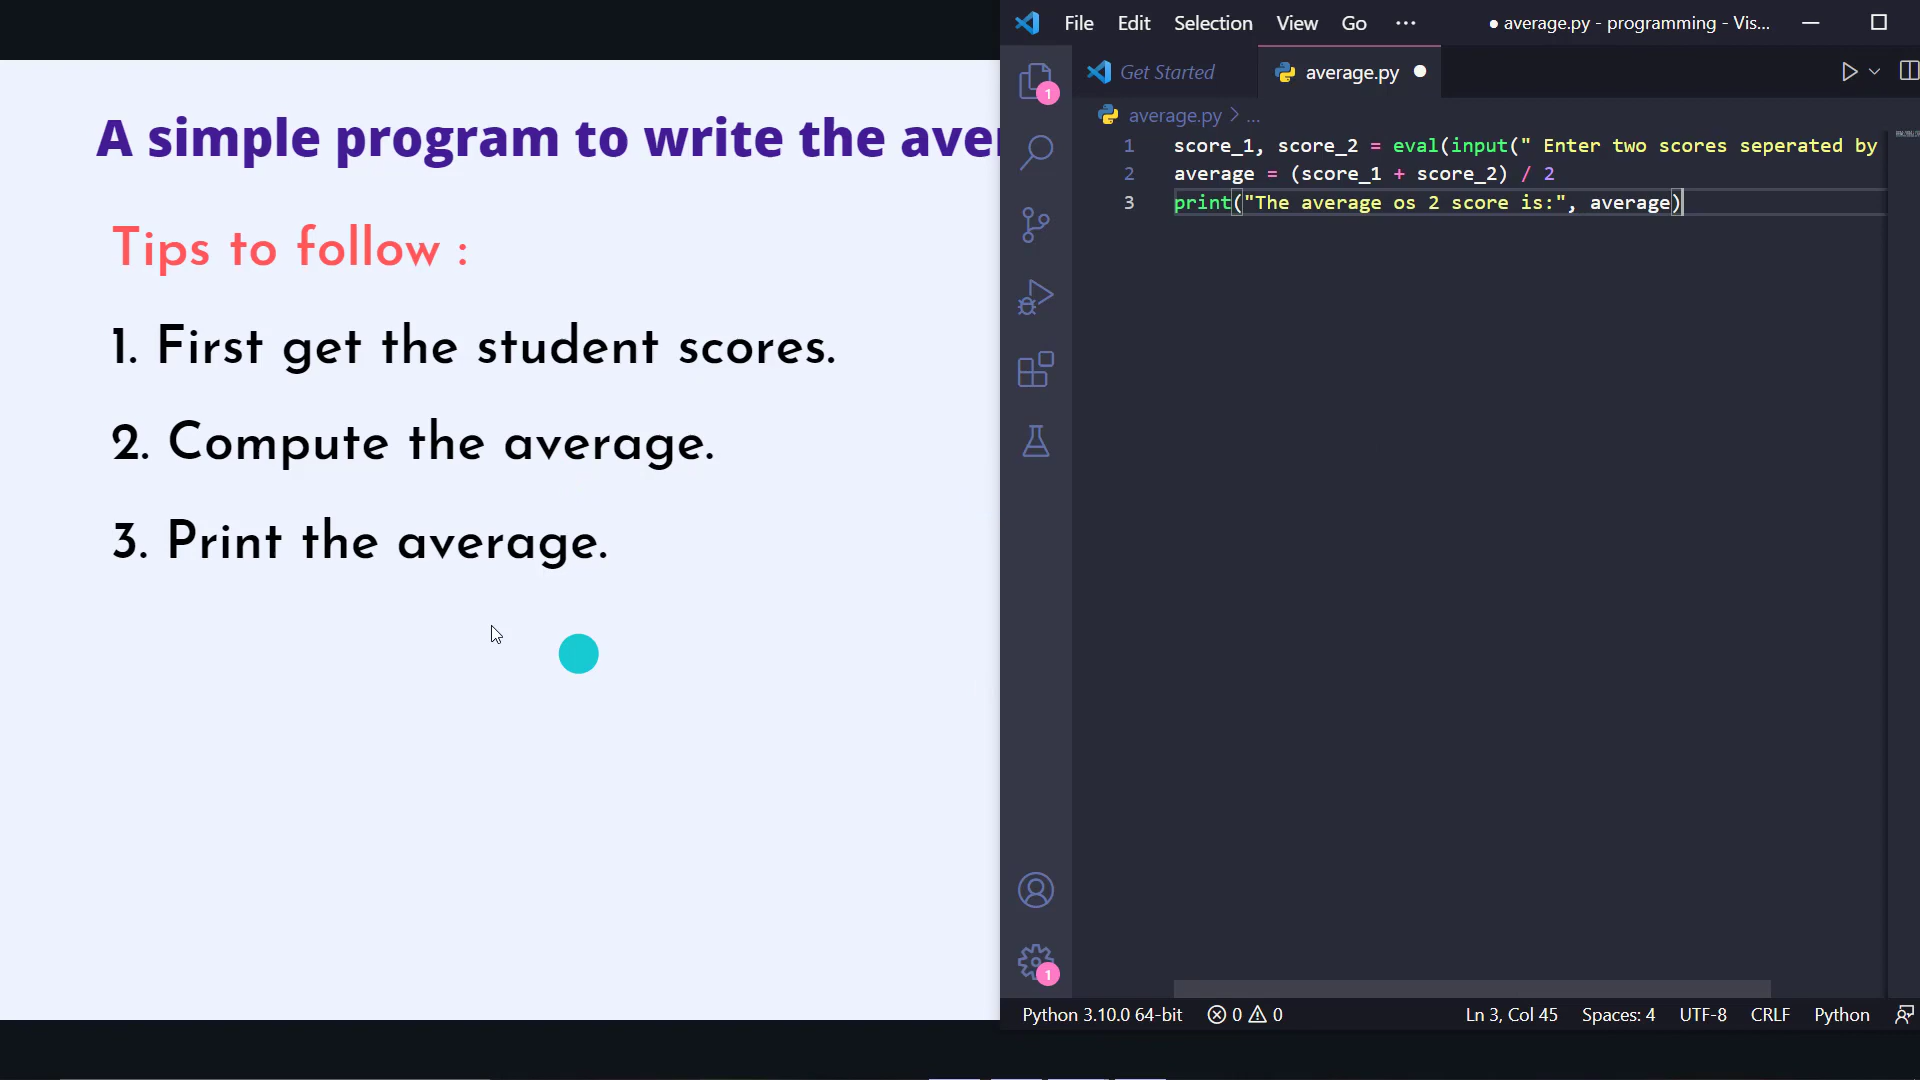 A simple program to write the aver
Tips to follow :
1. First get the student scores.
2. Compute the average.
3. Print the average.
File Edit Selection View Go ···
● average.py - programming - Vis...
Get Started
average.py ●
average.py > ...
1
1 score_1, score_2 = eval(input(" Enter two scores seperated by
2 average = (score_1 + score_2) / 2
3 print("The average os 2 score is:", average)
1
Python 3.10.0 64-bit 0 0 Ln 3, Col 45 Spaces: 4 UTF-8 CRLF Python